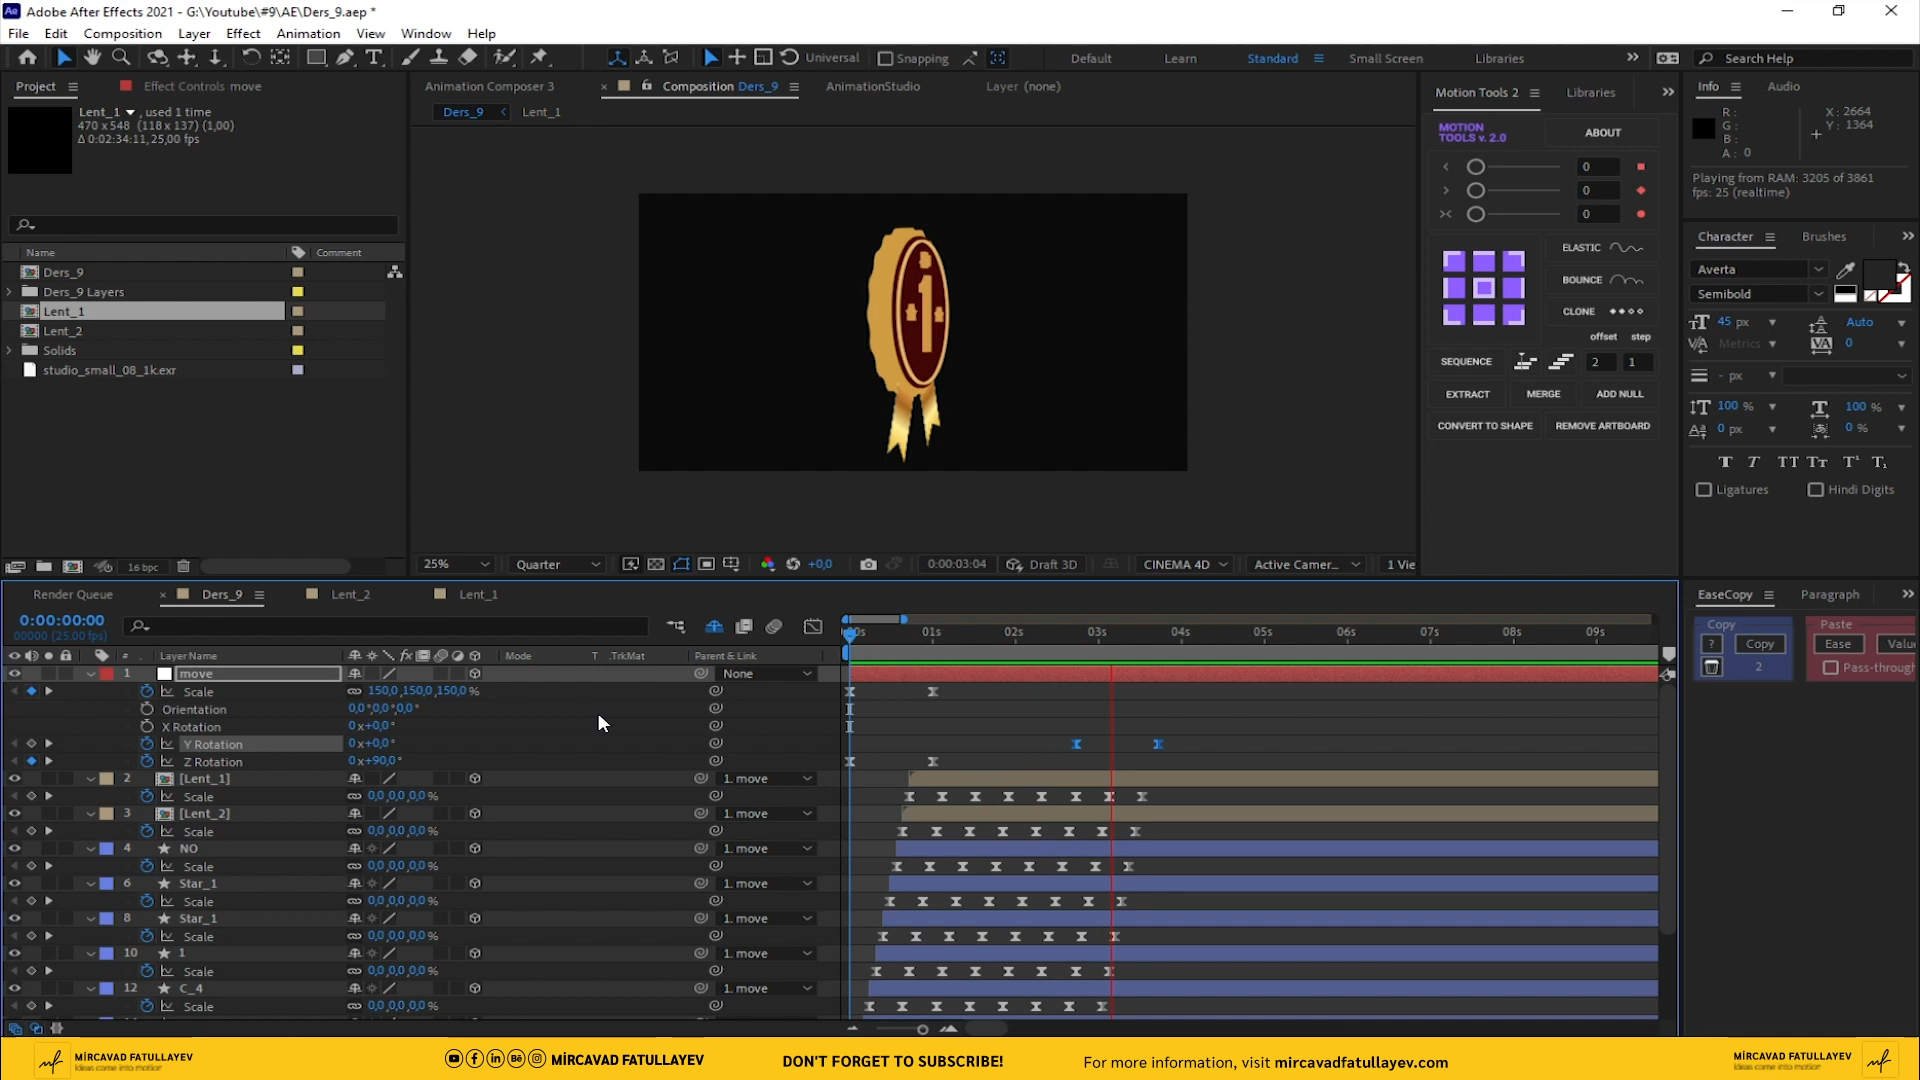 Adobe After Effects 2021 - G:\Youtube\#9\AE\Ders_9.aep *
File Edit Composition Layer Effect Animation View Window Help
Universal Snapping Default Learn Standard Small Screen Libraries Search Help
Project Effect Controls move
Lent_1 , used 1 time
470 x 548 (118 x 137) (1,00)
Δ 0:02:34:11, 25,00 fps
Name Comment
Ders_9
Ders_9 Layers
Lent_1
Lent_2
Solids
studio_small_08_1k.exr
16 bpc
Animation Composer 3 Composition Ders_9 AnimationStudio Layer (none)
Ders_9 Lent_1
1
25% Quarter +0,0 0:00:03:04 Draft 3D CINEMA 4D Active Camer... 1 Vie
Motion Tools 2 Libraries
MOTION TOOLS v. 2.0 ABOUT
0
0
0
ELASTIC
BOUNCE
CLONE
offset step
SEQUENCE 2 1
EXTRACT MERGE ADD NULL
CONVERT TO SHAPE REMOVE ARTBOARD
Info Audio
R: X: 2664
G: Y: 1364
B:
A: 0
Playing from RAM: 3205 of 3861
fps: 25 (realtime)
Character Brushes
Averta
Semibold
45 px Auto
Metrics 0
- px
100 % 100 %
0 px 0 %
T T TT Tt T¹ T₁
Ligatures Hindi Digits
Render Queue Ders_9 Lent_2 Lent_1
0:00:00:00
00000 (25.00 fps)
:00s 01s 02s 03s 04s 05s 06s 07s 08s 09s
# Layer Name Mode T .TrkMat Parent & Link
1 move None
Scale 150,0,150,0,150,0 %
Orientation 0,0°,0,0°,0,0°
X Rotation 0x+0,0°
Y Rotation 0x+0,0°
Z Rotation 0x+90,0°
2 [Lent_1] 1. move
Scale 0,0,0,0,0,0 %
3 [Lent_2] 1. move
Scale 0,0,0,0,0,0 %
4 NO 1. move
Scale 0,0,0,0,0,0 %
6 Star_1 1. move
Scale 0,0,0,0,0,0 %
8 Star_1 1. move
Scale 0,0,0,0,0,0 %
10 1 1. move
Scale 0,0,0,0,0,0 %
12 C_4 1. move
Scale 0,0,0,0,0,0 %
EaseCopy Paragraph
Copy Paste
? Copy Ease Valu
2 Pass-through
mf MİRCAVAD FATULLAYEV
Ideas come into motion
MİRCAVAD FATULLAYEV
DON'T FORGET TO SUBSCRIBE!
For more information, visit mircavadfatullayev.com
MİRCAVAD FATULLAYEV mf
Ideas come into motion